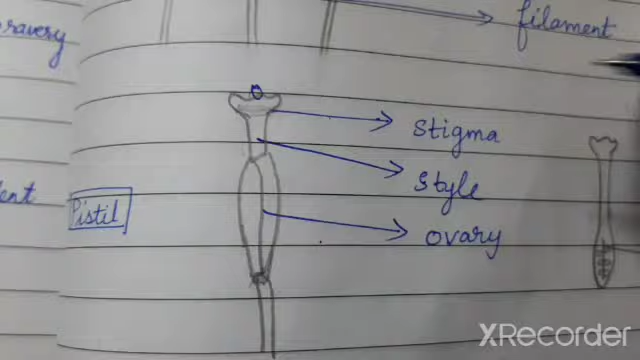 filament
stigma
style
Pistil
ovary
XRecorder